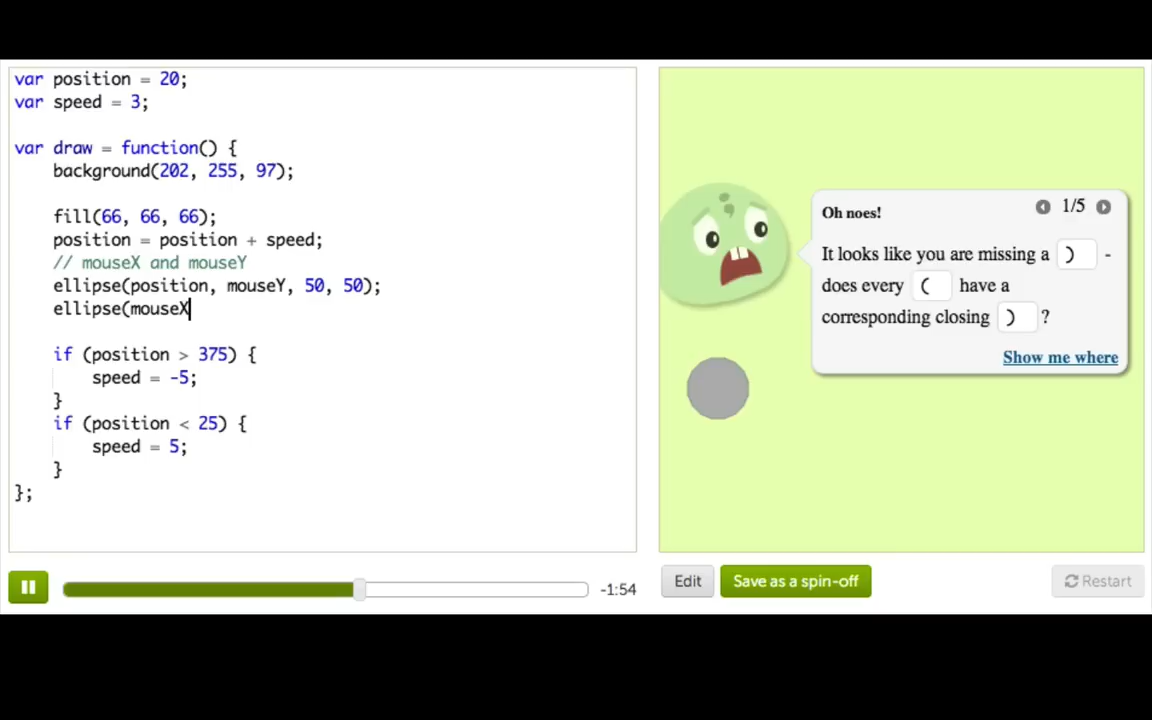 var position = 20;
var speed = 3;
var draw = function() {
background(202, 255, 97);
fill(66, 66, 66);
position = position + speed;
// mouseX and mouseY
ellipse(position, mouseY, 50, 50);
ellipse(mouseX
if (position > 375) {
speed = -5;
}
if (position < 25) {
speed = 5;
}
};
Oh noes!
1/5
It looks like you are missing a ) -
does every ( have a
corresponding closing ) ?
Show me where
-1:54
Edit
Save as a spin-off
Restart